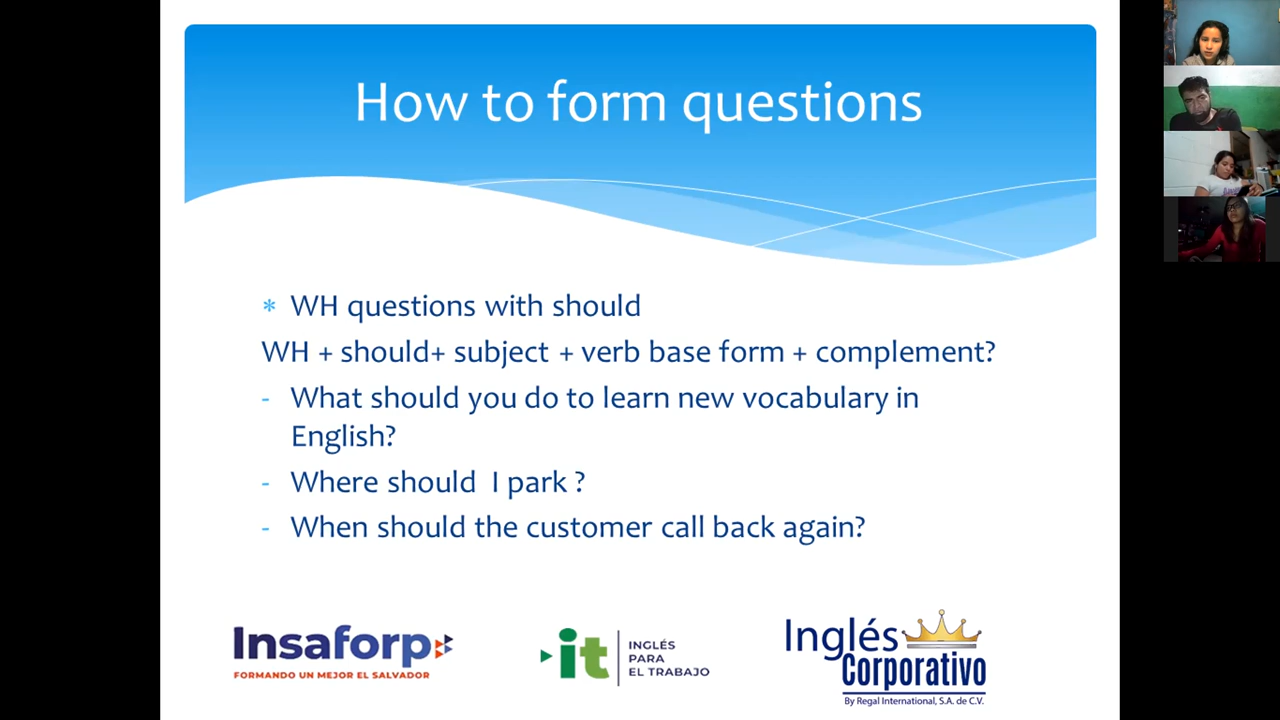 How to form questions
* WH questions with should
WH + should+ subject + verb base form + complement?
- What should you do to learn new vocabulary in
English?
- Where should I park ?
- When should the customer call back again?
Insaforp
FORMANDO UN MEJOR EL SALVADOR
it
INGLÉS
PARA
EL TRABAJO
Inglés
Corporativo
By Regal International, S.A. de C.V.